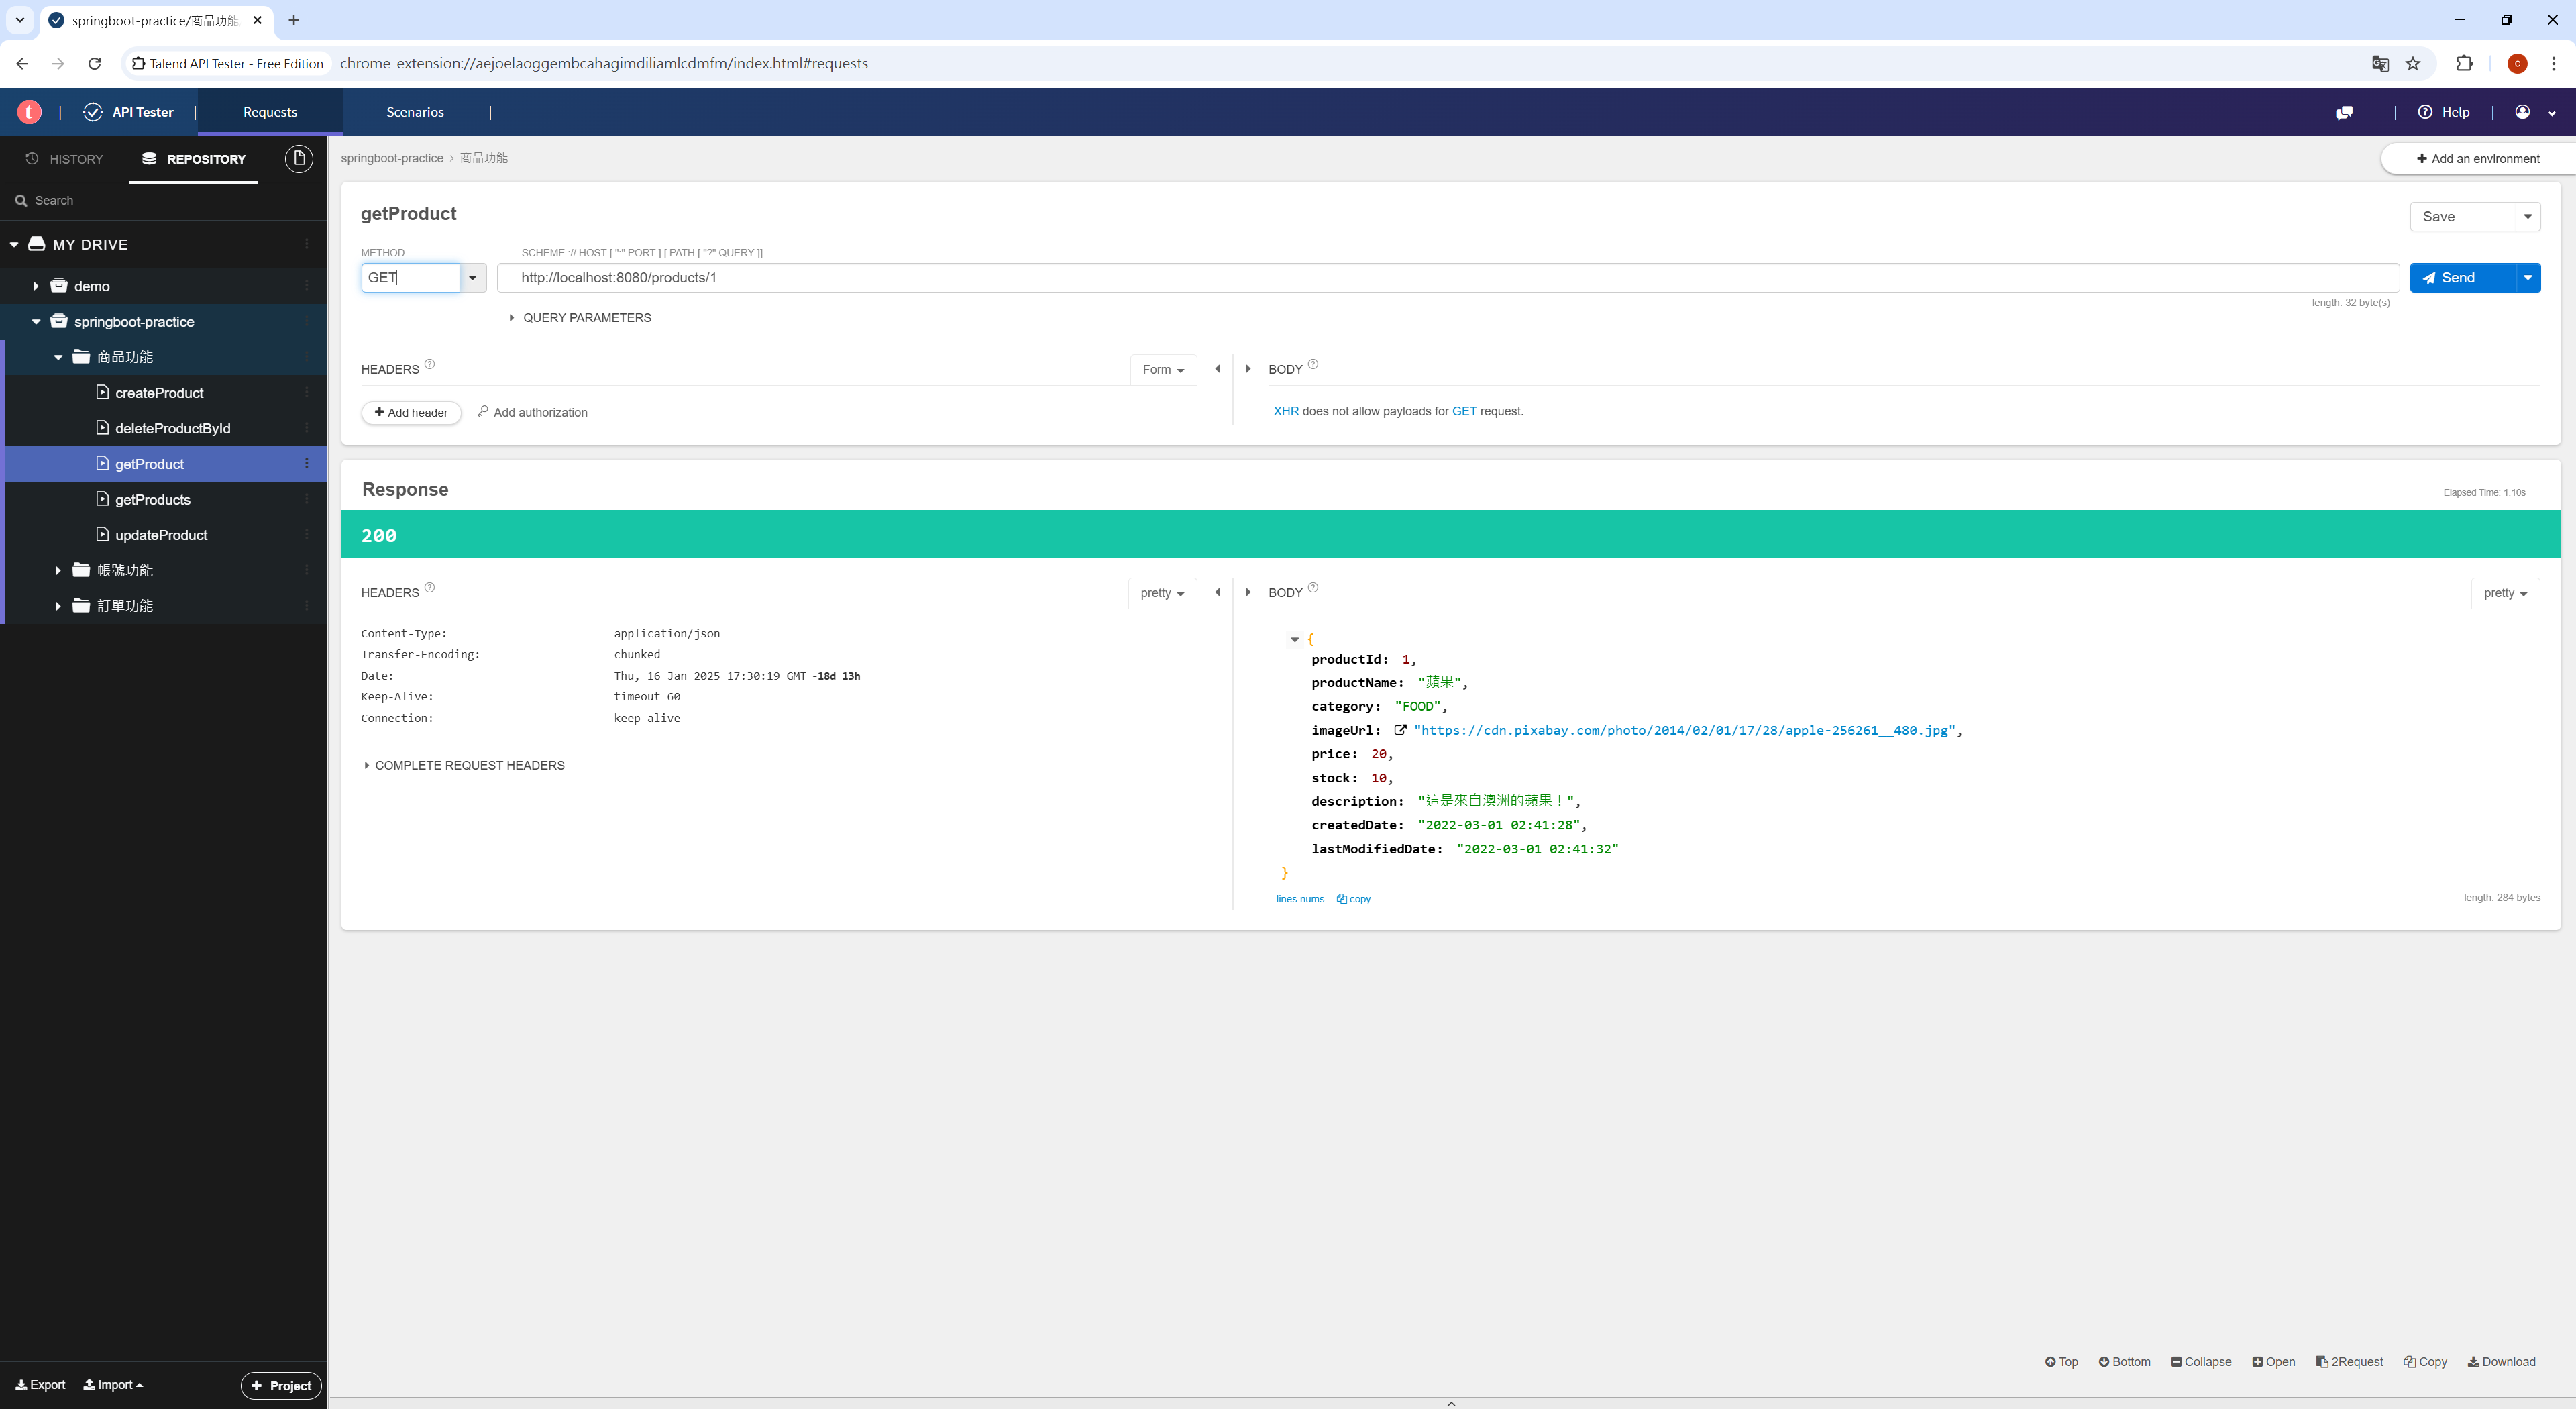 springboot-practice/商品功能
Talend API Tester - Free Edition
chrome-extension://aejoelaoggembcahagimdiliamlcdmfm/index.html#requests
c
t | API Tester | Requests Scenarios |
| Help |
HISTORY REPOSITORY
springboot-practice › 商品功能
+ Add an environment
Search
getProduct
Save
MY DRIVE
METHOD
SCHEME :// HOST [ ":" PORT ] [ PATH [ "?" QUERY ]]
GET
http://localhost:8080/products/1
Send
length: 32 byte(s)
QUERY PARAMETERS
demo
springboot-practice
商品功能
createProduct
deleteProductById
getProduct
getProducts
updateProduct
帳號功能
訂單功能
HEADERS ?
Form
BODY ?
+ Add header
Add authorization
XHR does not allow payloads for GET request.
Response
Elapsed Time: 1.10s
200
HEADERS ?
pretty
Content-Type: application/json
Transfer-Encoding: chunked
Date: Thu, 16 Jan 2025 17:30:19 GMT -18d 13h
Keep-Alive: timeout=60
Connection: keep-alive
COMPLETE REQUEST HEADERS
BODY ?
pretty
{
productId: 1,
productName: "蘋果",
category: "FOOD",
imageUrl: "https://cdn.pixabay.com/photo/2014/02/01/17/28/apple-256261__480.jpg",
price: 20,
stock: 10,
description: "這是來自澳洲的蘋果！",
createdDate: "2022-03-01 02:41:28",
lastModifiedDate: "2022-03-01 02:41:32"
}
lines nums copy
length: 284 bytes
Top Bottom Collapse Open 2Request Copy Download
Export Import + Project